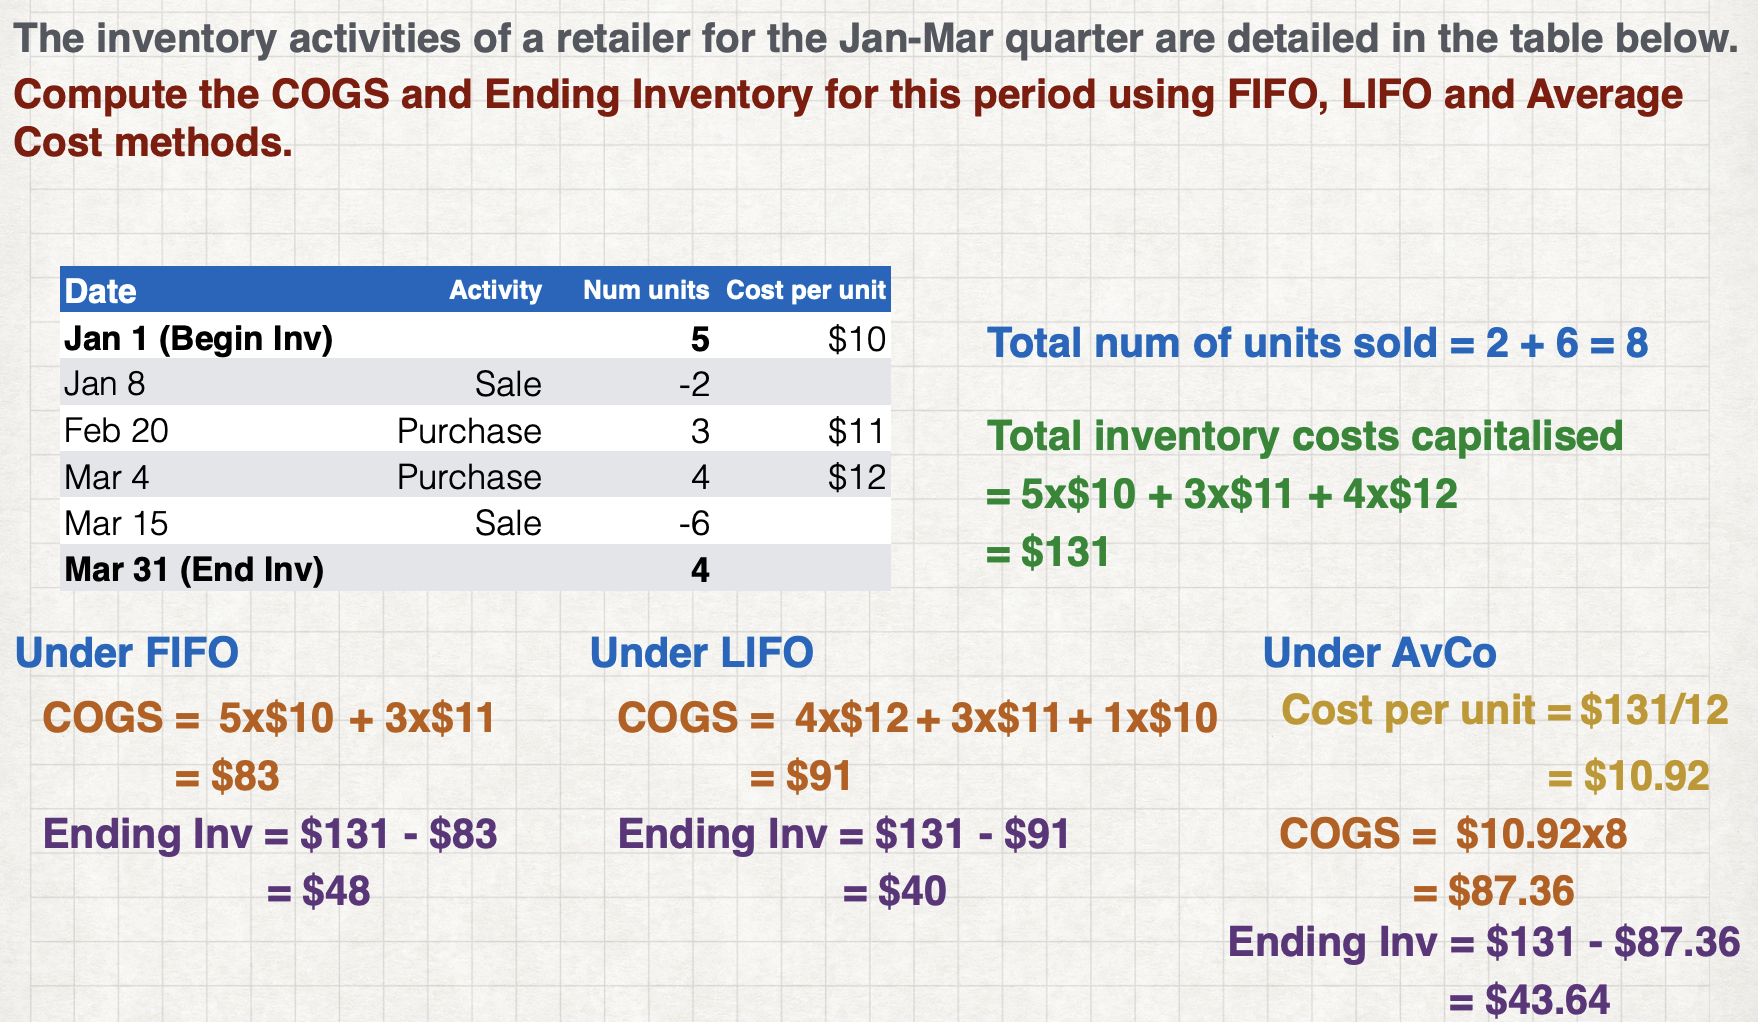 The inventory activities of a retailer for the Jan-Mar quarter are detailed in the table below.
Compute the COGS and Ending Inventory for this period using FIFO, LIFO and Average
Cost methods.
Date Activity Num units Cost per unit
Jan 1 (Begin Inv) 5 $10
Jan 8 Sale -2
Feb 20 Purchase 3 $11
Mar 4 Purchase 4 $12
Mar 15 Sale -6
Mar 31 (End Inv) 4
Total num of units sold = 2 + 6 = 8
Total inventory costs capitalised
= 5x$10 + 3x$11 + 4x$12
= $131
Under FIFO
COGS = 5x$10 + 3x$11
= $83
Ending Inv = $131 - $83
= $48
Under LIFO
COGS = 4x$12 + 3x$11 + 1x$10
= $91
Ending Inv = $131 - $91
= $40
Under AvCo
Cost per unit = $131/12
= $10.92
COGS = $10.92x8
= $87.36
Ending Inv = $131 - $87.36
= $43.64